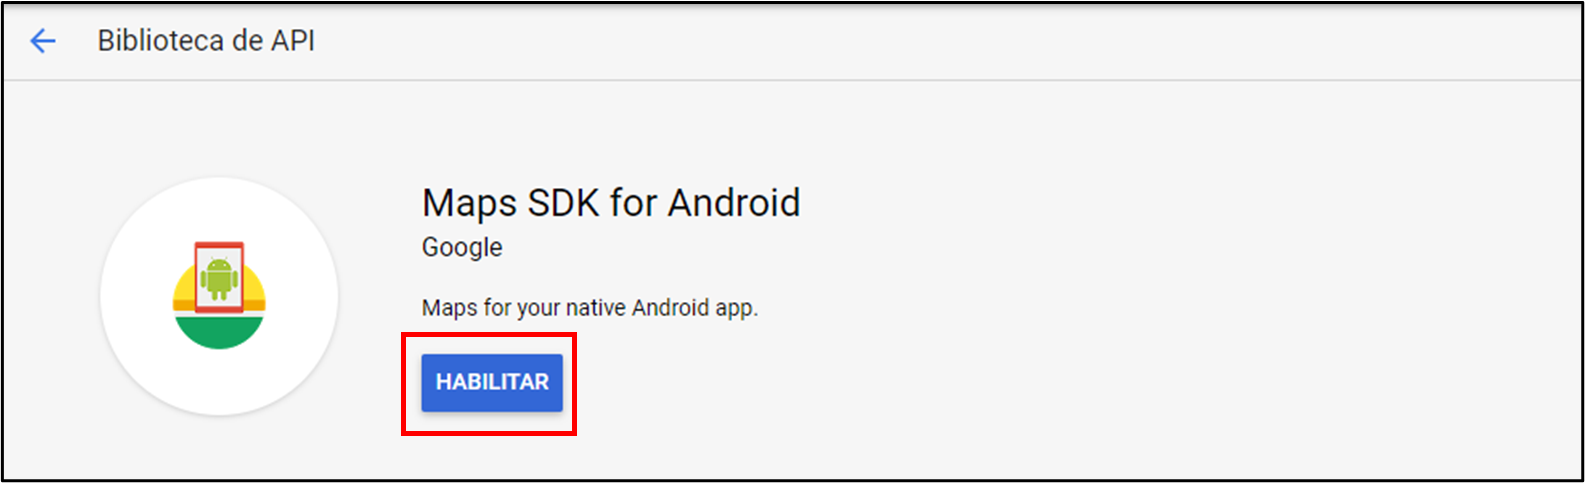 Biblioteca de API
Maps SDK for Android
Google
Maps for your native Android app.
HABILITAR